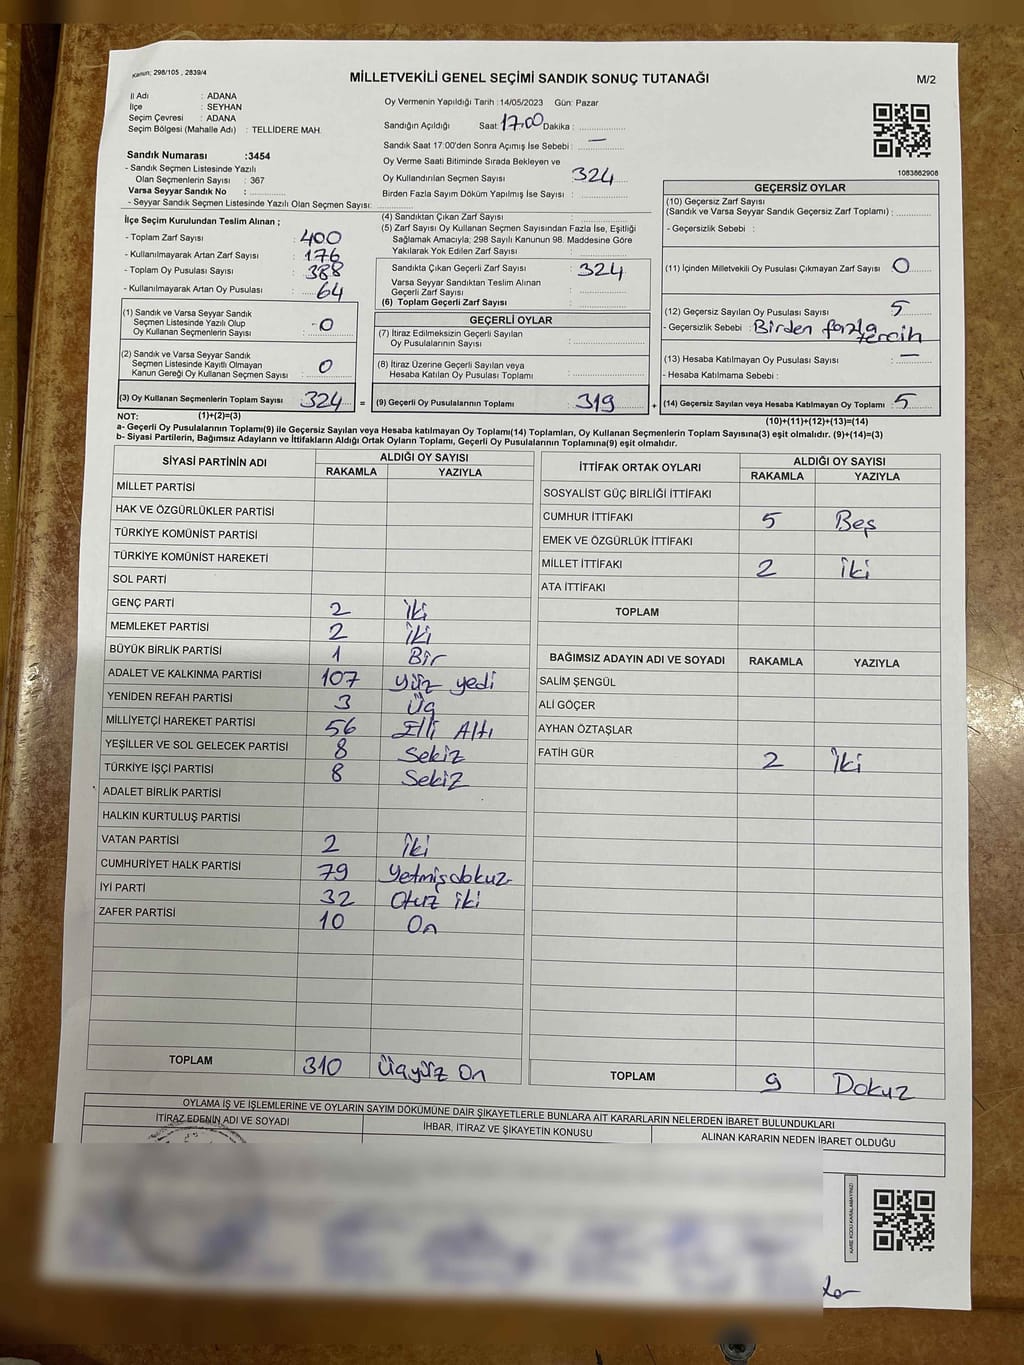 Kanun; 298/105 , 2839/4
MİLLETVEKİLİ GENEL SEÇİMİ SANDIK SONUÇ TUTANAĞI
M/2
İl Adı : ADANA
İlçe : SEYHAN
Seçim Çevresi : ADANA
Seçim Bölgesi (Mahalle Adı) : TELLİDERE MAH.
Sandık Numarası :3454
- Sandık Seçmen Listesinde Yazılı
Olan Seçmenlerin Sayısı : 367
Varsa Seyyar Sandık No :
- Seyyar Sandık Seçmen Listesinde Yazılı Olan Seçmen Sayısı:
Oy Vermenin Yapıldığı Tarih :14/05/2023 Gün: Pazar
Sandığın Açıldığı Saat: 17.00 Dakika :
Sandık Saat 17:00'den Sonra Açımış İse Sebebi : —
Oy Verme Saati Bitiminde Sırada Bekleyen ve
Oy Kullandırılan Seçmen Sayısı : 324
Birden Fazla Sayım Döküm Yapılmış İse Sayısı :
1083862908
İlçe Seçim Kurulundan Teslim Alınan ;
- Toplam Zarf Sayısı : 400
- Kullanılmayarak Artan Zarf Sayısı : 176
- Toplam Oy Pusulası Sayısı : 388
- Kullanılmayarak Artan Oy Pusulası : 64
(1) Sandık ve Varsa Seyyar Sandık
Seçmen Listesinde Yazılı Olup
Oy Kullanan Seçmenlerin Sayısı : 0
(2) Sandık ve Varsa Seyyar Sandık
Seçmen Listesinde Kayıtlı Olmayan
Kanun Gereği Oy Kullanan Seçmen Sayısı : 0
(3) Oy Kullanan Seçmenlerin Toplam Sayısı 324 =
(4) Sandıktan Çıkan Zarf Sayısı :
(5) Zarf Sayısı Oy Kullanan Seçmen Sayısından Fazla İse, Eşitliği
Sağlamak Amacıyla; 298 Sayılı Kanunun 98. Maddesine Göre
Yakılarak Yok Edilen Zarf Sayısı :
Sandıkta Çıkan Geçerli Zarf Sayısı : 324
Varsa Seyyar Sandıktan Teslim Alınan
Geçerli Zarf Sayısı :
(6) Toplam Geçerli Zarf Sayısı :
GEÇERLİ OYLAR
(7) İtiraz Edilmeksizin Geçerli Sayılan
Oy Pusulalarının Sayısı :
(8) İtiraz Üzerine Geçerli Sayılan veya
Hesaba Katılan Oy Pusulası Toplamı :
(9) Geçerli Oy Pusulalarının Toplamı : 319 +
GEÇERSİZ OYLAR
(10) Geçersiz Zarf Sayısı
(Sandık ve Varsa Seyyar Sandık Geçersiz Zarf Toplamı) :
- Geçersizlik Sebebi :
(11) İçinden Milletvekili Oy Pusulası Çıkmayan Zarf Sayısı : 0
(12) Geçersiz Sayılan Oy Pusulası Sayısı : 5
- Geçersizlik Sebebi : Birden fazla
tercih
(13) Hesaba Katılmayan Oy Pusulası Sayısı : —
- Hesaba Katılmama Sebebi :
(14) Geçersiz Sayılan veya Hesaba Katılmayan Oy Toplamı : 5
NOT: (1)+(2)=(3)
(10)+(11)+(12)+(13)=(14)
a- Geçerli Oy Pusulalarının Toplamı(9) ile Geçersiz Sayılan veya Hesaba katılmayan Oy Toplamı(14) Toplamları, Oy Kullanan Seçmenlerin Toplam Sayısına(3) eşit olmalıdır. (9)+(14)=(3)
b- Siyasi Partilerin, Bağımsız Adayların ve İttifakların Aldığı Ortak Oyların Toplamı, Geçerli Oy Pusulalarının Toplamına(9) eşit olmalıdır.
SİYASİ PARTİNİN ADI ALDIĞI OY SAYISI
RAKAMLA YAZIYLA
MİLLET PARTİSİ
HAK VE ÖZGÜRLÜKLER PARTİSİ
TÜRKİYE KOMÜNİST PARTİSİ
TÜRKİYE KOMÜNİST HAREKETİ
SOL PARTİ
GENÇ PARTİ 2 İki
MEMLEKET PARTİSİ 2 İki
BÜYÜK BİRLİK PARTİSİ 1 Bir
ADALET VE KALKINMA PARTİSİ 107 yüz yedi
YENİDEN REFAH PARTİSİ 3 Üç
MİLLİYETÇİ HAREKET PARTİSİ 56 Elli Altı
YEŞİLLER VE SOL GELECEK PARTİSİ 8 Sekiz
TÜRKİYE İŞÇİ PARTİSİ 8 Sekiz
ADALET BİRLİK PARTİSİ
HALKIN KURTULUŞ PARTİSİ
VATAN PARTİSİ 2 İki
CUMHURİYET HALK PARTİSİ 79 Yetmişdokuz
İYİ PARTİ 32 Otuz iki
ZAFER PARTİSİ 10 On
TOPLAM 310 Üçyüz On
İTTİFAK ORTAK OYLARI ALDIĞI OY SAYISI
RAKAMLA YAZIYLA
SOSYALİST GÜÇ BİRLİĞİ İTTİFAKI
CUMHUR İTTİFAKI 5 Beş
EMEK VE ÖZGÜRLÜK İTTİFAKI
MİLLET İTTİFAKI 2 İki
ATA İTTİFAKI
TOPLAM
BAĞIMSIZ ADAYIN ADI VE SOYADI RAKAMLA YAZIYLA
SALİM ŞENGÜL
ALİ GÖÇER
AYHAN ÖZTAŞLAR
FATİH GÜR 2 İki
TOPLAM 9 Dokuz
OYLAMA İŞ VE İŞLEMLERİNE VE OYLARIN SAYIM DÖKÜMÜNE DAİR ŞİKAYETLERLE BUNLARA AİT KARARLARIN NELERDEN İBARET BULUNDUKLARI
İTİRAZ EDENİN ADI VE SOYADI İHBAR, İTİRAZ VE ŞİKAYETİN KONUSU ALINAN KARARIN NEDEN İBARET OLDUĞU
KARE KODU KARALAMAYINIZ!